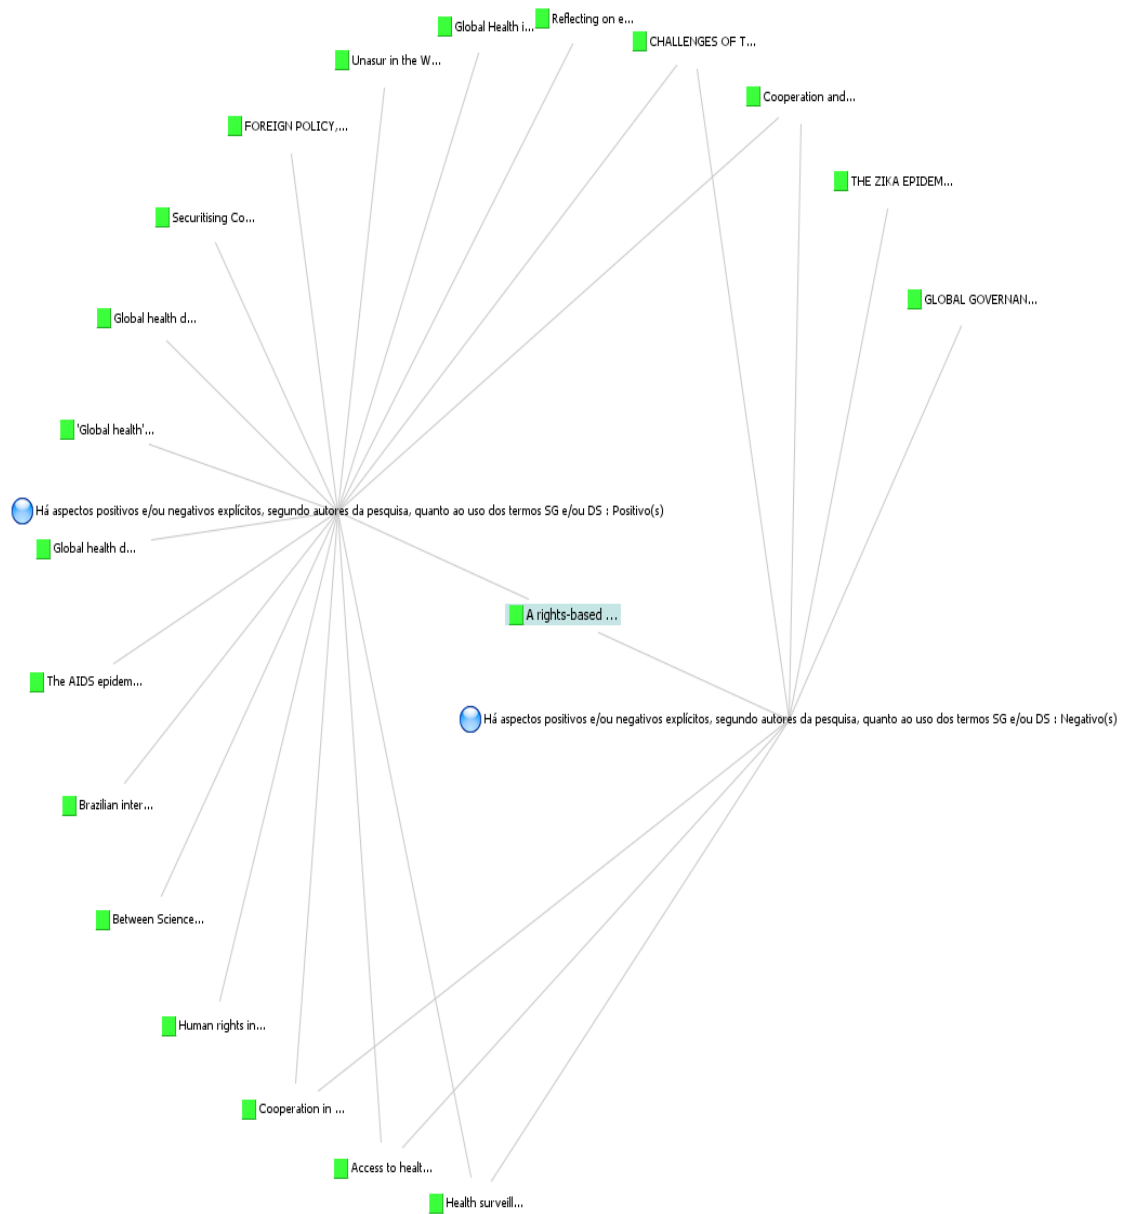 Reflecting on e...
Global Health i...
CHALLENGES OF T...
Unasur in the W...
Cooperation and...
FOREIGN POLICY,...
THE ZIKA EPIDEM...
Securitising Co...
GLOBAL GOVERNAN...
Global health d...
'Global health'...
Há aspectos positivos e/ou negativos explícitos, segundo autores da pesquisa, quanto ao uso dos termos SG e/ou DS : Positivo(s)
Global health d...
A rights-based ...
The AIDS epidem...
Há aspectos positivos e/ou negativos explícitos, segundo autores da pesquisa, quanto ao uso dos termos SG e/ou DS : Negativo(s)
Brazilian inter...
Between Science...
Human rights in...
Cooperation in ...
Access to healt...
Health surveill...